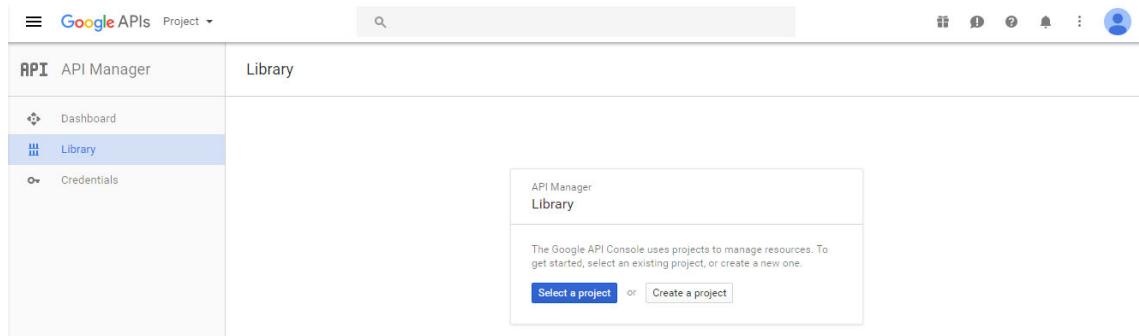 Google APIs Project
API API Manager
Library
Dashboard
Library
Credentials
API Manager
Library
The Google API Console uses projects to manage resources. To
get started, select an existing project, or create a new one.
Select a project or Create a project